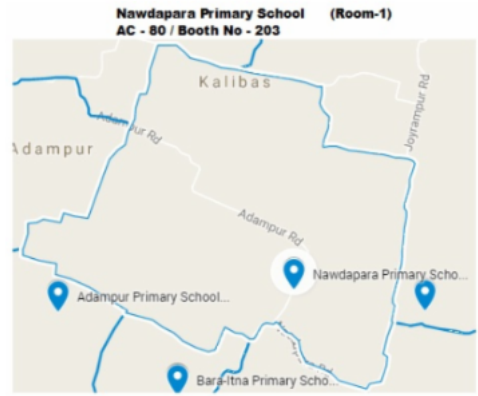 Nawdapara Primary School (Room-1)
AC - 80 / Booth No - 203
Kalibas
Adampur Rd
Joyrampur Rd
Adampur
Adampur Rd
Nawdapara Primary Scho...
Adampur Primary School...
Bara-Itna Primary Scho...